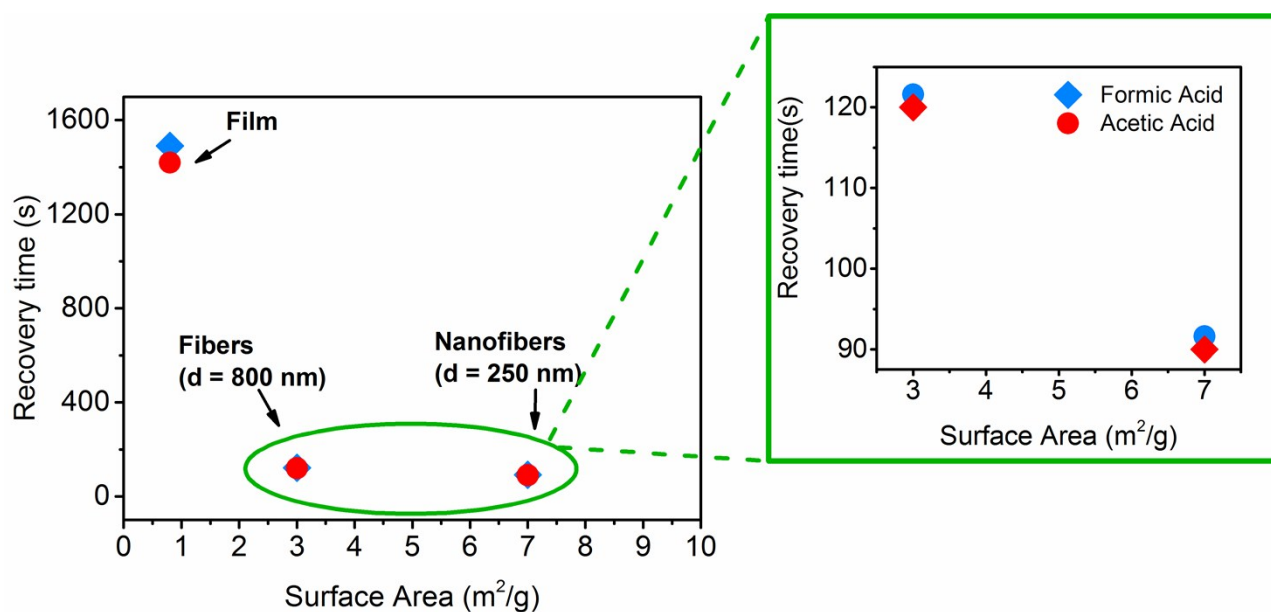 Recovery time (s)
1600
1200
800
400
0
Film
Fibers
(d = 800 nm)
Nanofibers
(d = 250 nm)
0 1 2 3 4 5 6 7 8 9 10
Surface Area (m²/g)
Recovery time(s)
120
110
100
90
Formic Acid
Acetic Acid
3 4 5 6 7
Surface Area (m²/g)